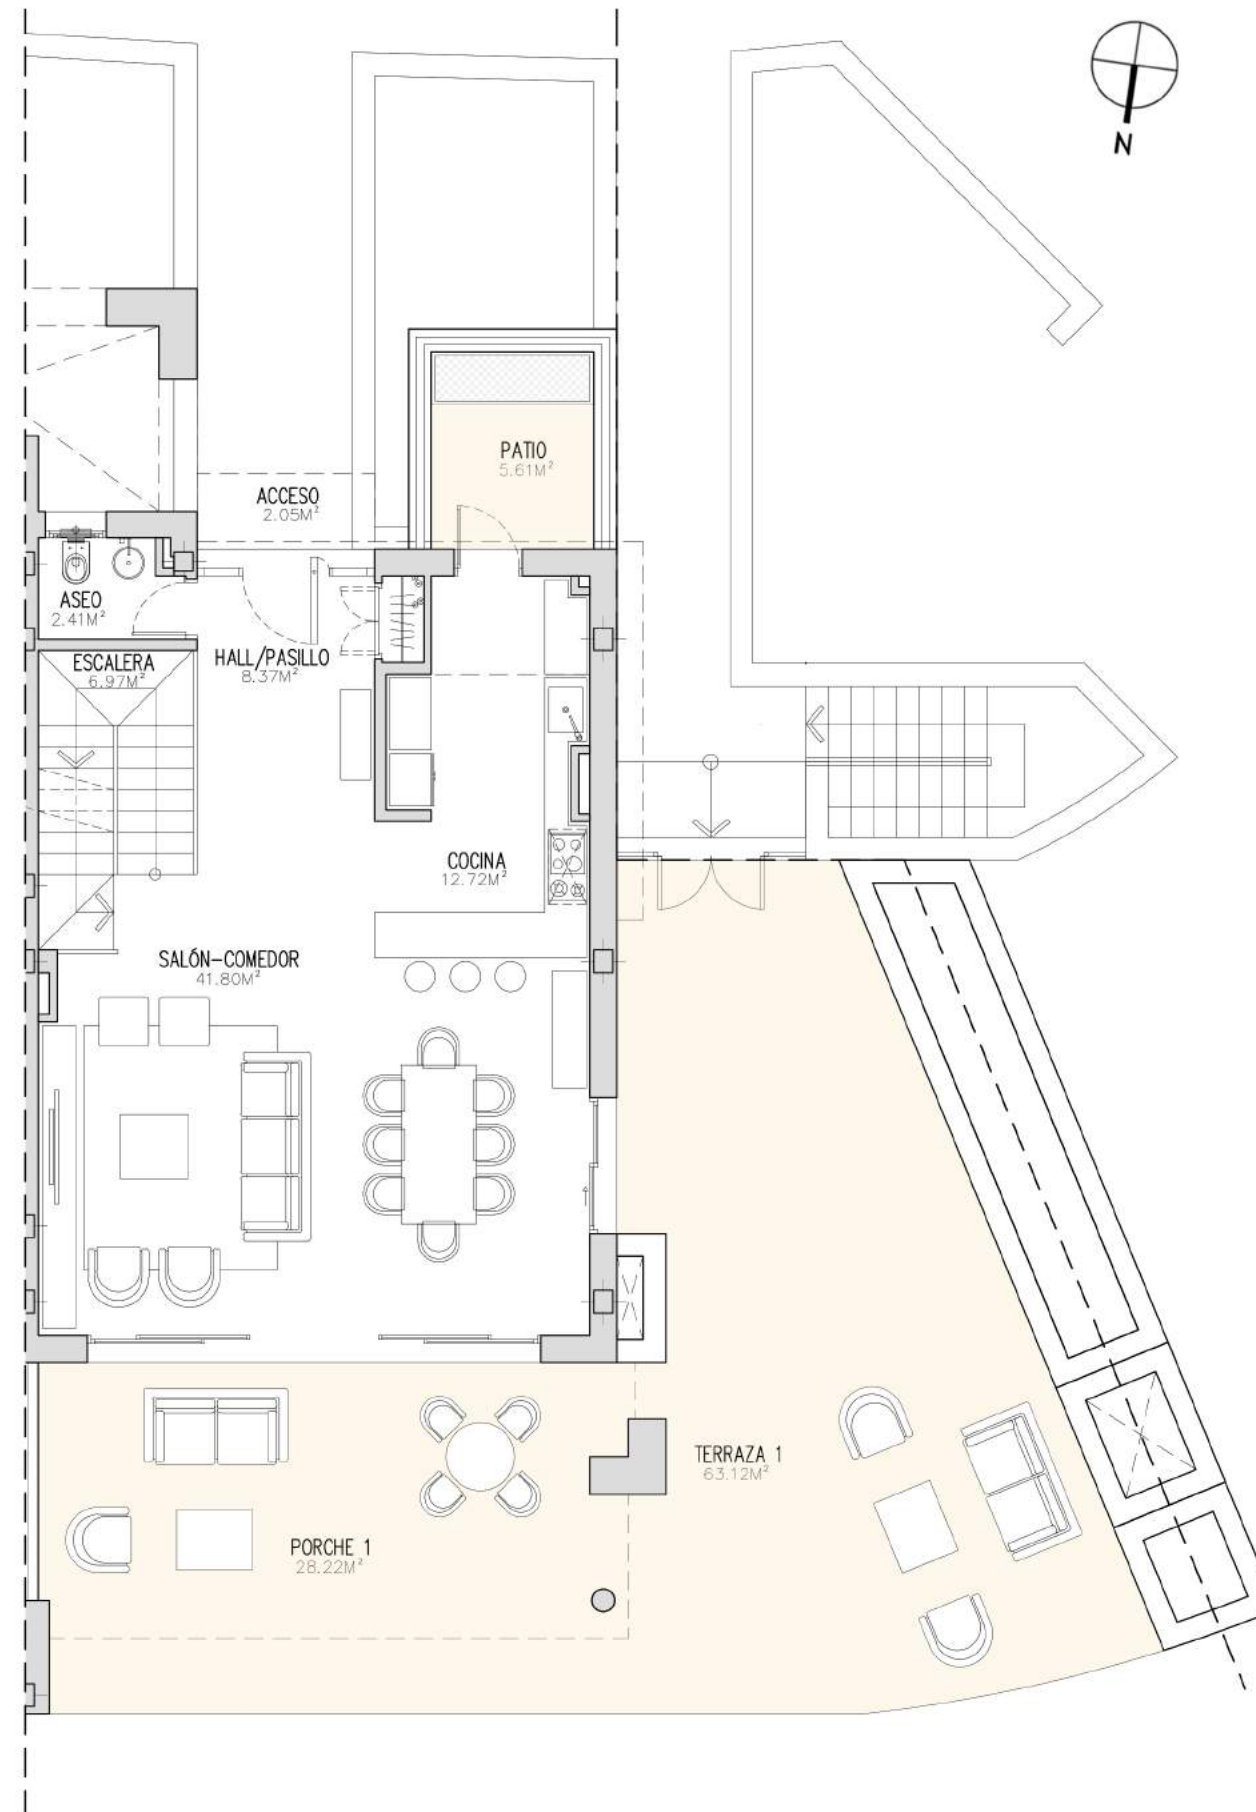 N
PATIO
5.61M²
ACCESO
2.05M²
ASEO
2.41M²
ESCALERA
6.97M²
HALL/PASILLO
8.37M²
COCINA
12.72M²
SALÓN-COMEDOR
41.80M²
TERRAZA 1
63.12M²
PORCHE 1
28.22M²